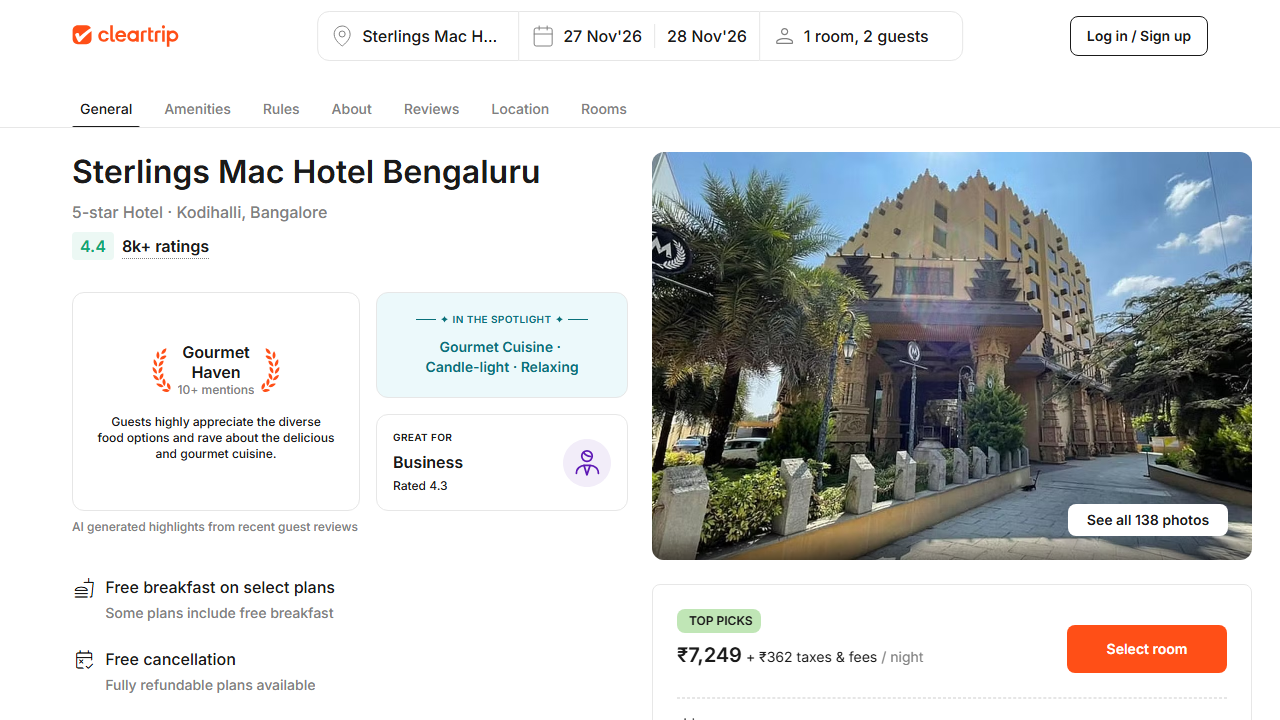 cleartrip
Sterlings Mac H...
27 Nov'26
28 Nov'26
1 room, 2 guests
Log in / Sign up
General
Amenities
Rules
About
Reviews
Location
Rooms
Sterlings Mac Hotel Bengaluru
5-star Hotel · Kodihalli, Bangalore
4.4
8k+ ratings
Gourmet
Haven
10+ mentions
Guests highly appreciate the diverse
food options and rave about the delicious
and gourmet cuisine.
IN THE SPOTLIGHT
Gourmet Cuisine ·
Candle-light · Relaxing
GREAT FOR
Business
Rated 4.3
AI generated highlights from recent guest reviews
Free breakfast on select plans
Some plans include free breakfast
Free cancellation
Fully refundable plans available
M
M
See all 138 photos
TOP PICKS
₹7,249 + ₹362 taxes & fees / night
Select room